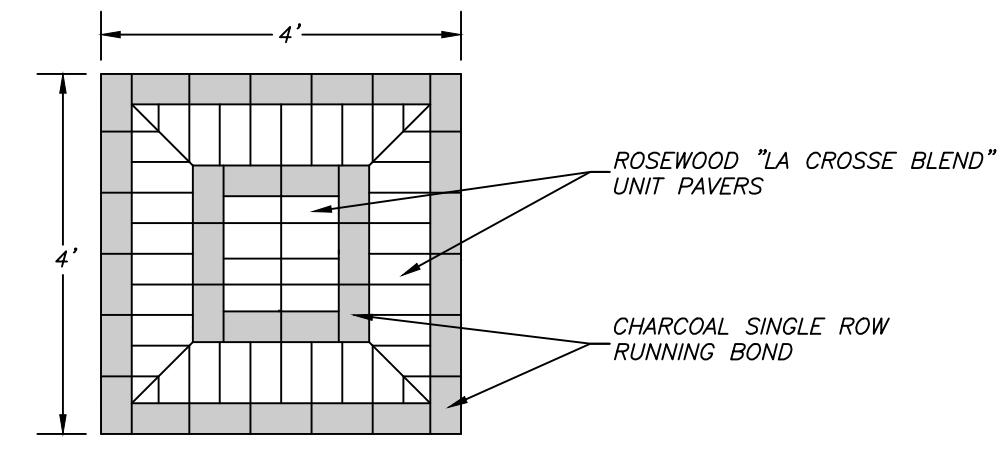 4'
ROSEWOOD "LA CROSSE BLEND"
UNIT PAVERS
4'
CHARCOAL SINGLE ROW
RUNNING BOND